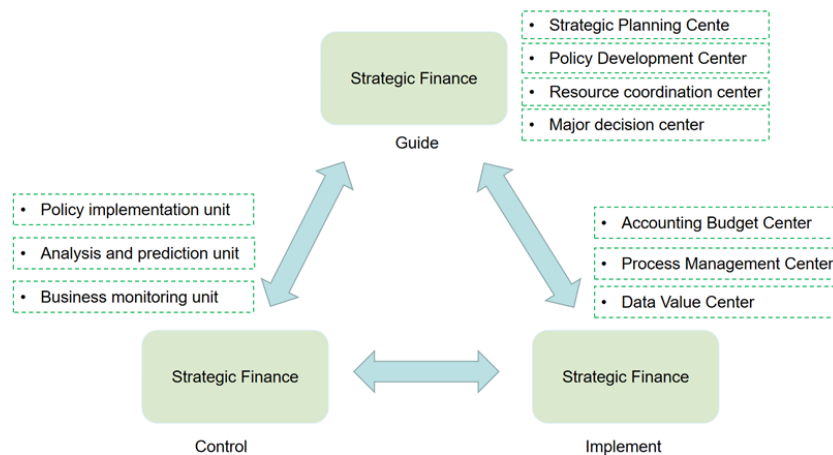 • Strategic Planning Cente
Strategic Finance
• Policy Development Center
• Resource coordination center
• Major decision center
Guide
• Policy implementation unit
• Analysis and prediction unit
• Business monitoring unit
• Accounting Budget Center
• Process Management Center
• Data Value Center
Strategic Finance
Strategic Finance
Control
Implement